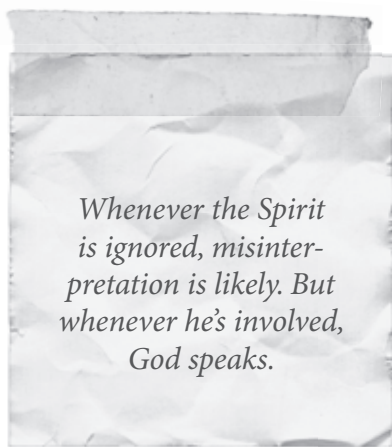 Whenever the Spirit
is ignored, misinter-
pretation is likely. But
whenever he’s involved,
God speaks.